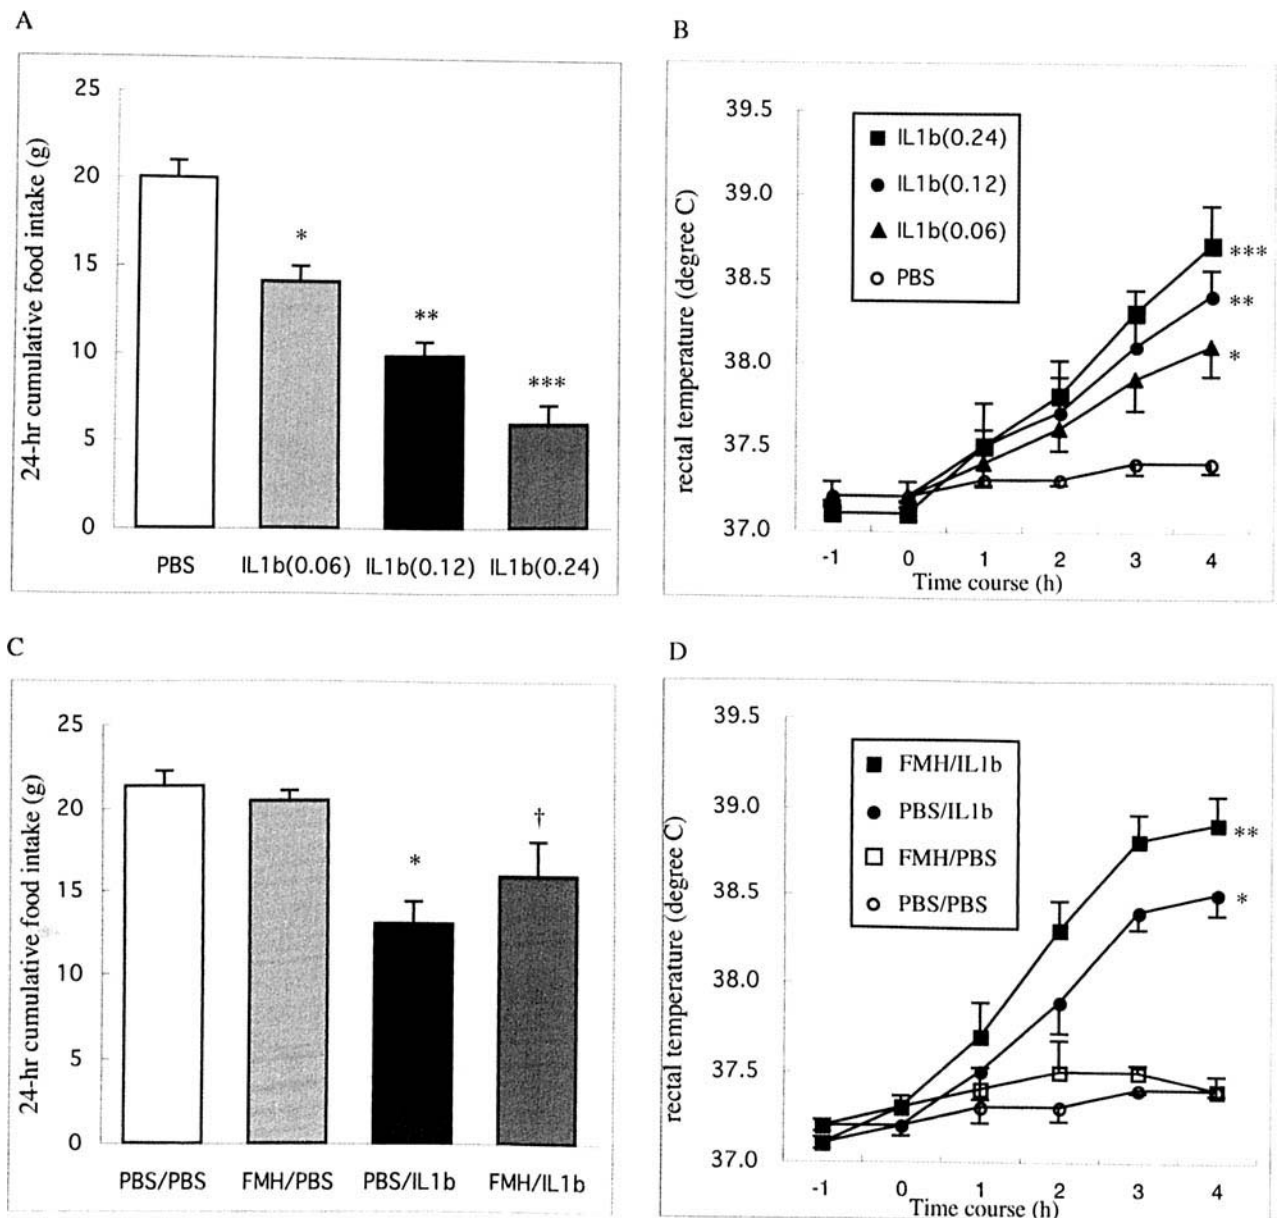 A
25
20
15
10
5
0
24-hr cumulative food intake (g)
*
**
***
PBS IL1b(0.06) IL1b(0.12) IL1b(0.24)
B
39.5
39.0
38.5
38.0
37.5
37.0
rectal temperature (degree C)
IL1b(0.24)
IL1b(0.12)
IL1b(0.06)
PBS
***
**
*
-1 0 1 2 3 4
Time course (h)
C
25
20
15
10
5
0
24-hr cumulative food intake (g)
*
†
PBS/PBS FMH/PBS PBS/IL1b FMH/IL1b
D
39.5
39.0
38.5
38.0
37.5
37.0
rectal temperature (degree C)
FMH/IL1b
PBS/IL1b
FMH/PBS
PBS/PBS
**
*
-1 0 1 2 3 4
Time course (h)